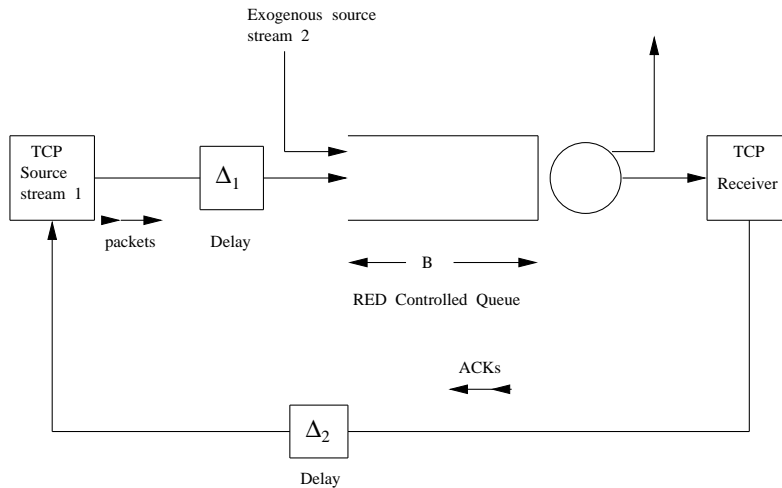 Exogenous source
stream 2
TCP
Source
stream 1
Δ1
TCP
Receiver
packets
Delay
B
RED Controlled Queue
ACKs
Δ2
Delay